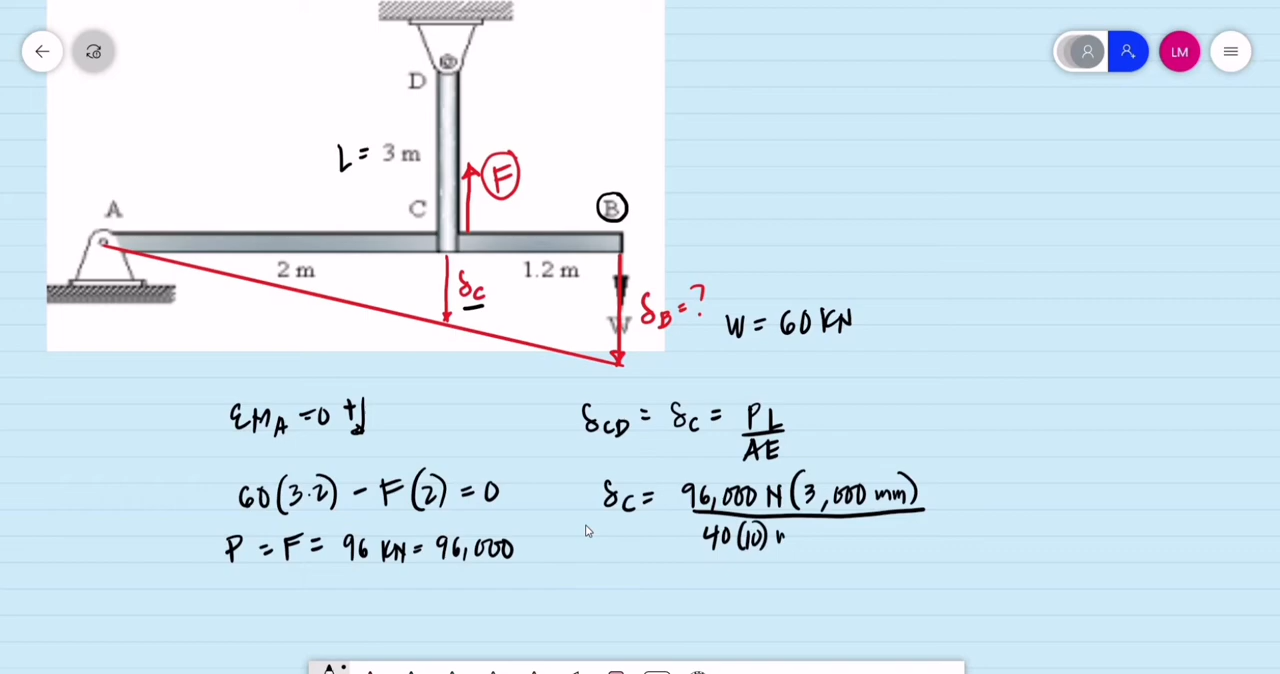 LM
D
L = 3 m
F
A
C
B
2 m
1.2 m
δc
δB = ?
W
W = 60 KN
ΣMA = 0 +
δCD = δC = PL/AE
60(3.2) - F(2) = 0
δC = 96,000 N (3,000 mm)
40(10)
P = F = 96 KN = 96,000